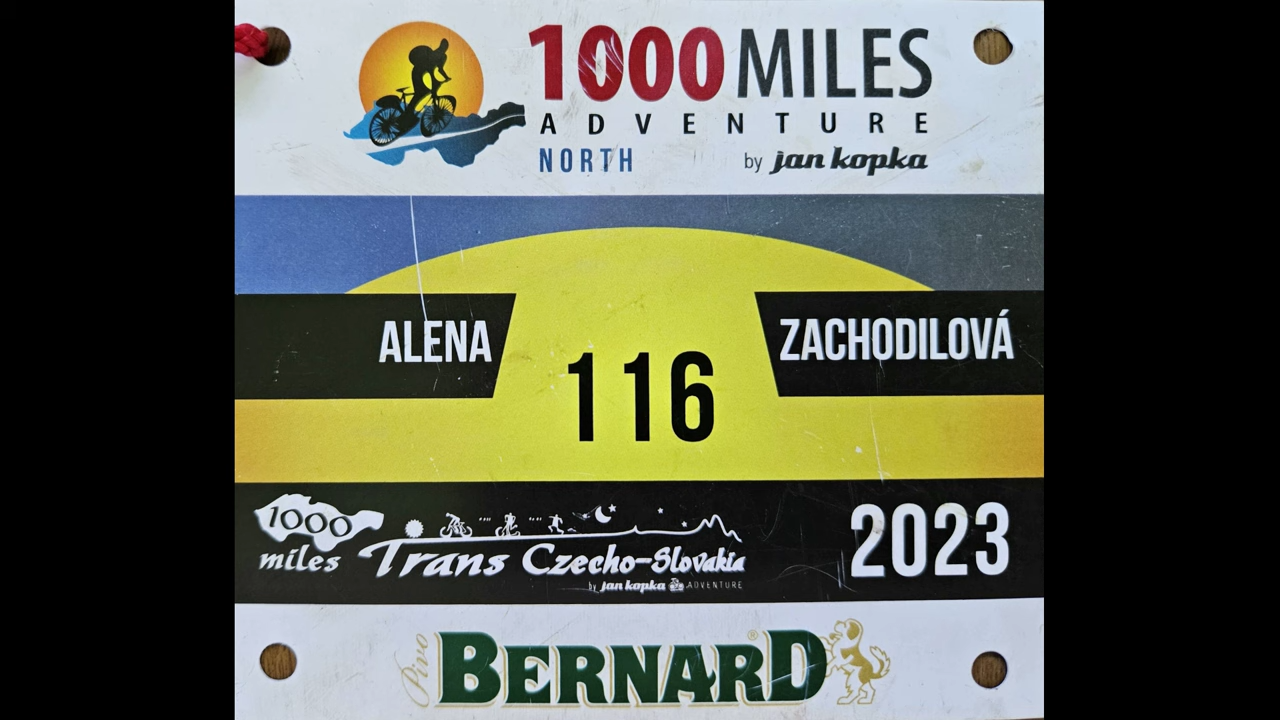 1000 MILES
ADVENTURE
NORTH by jan kopka
ALENA ZACHODILOVÁ
116
1000
miles Trans Czecho-Slovakia 2023
by jan kopka ADVENTURE
Pivo BERNARD ®